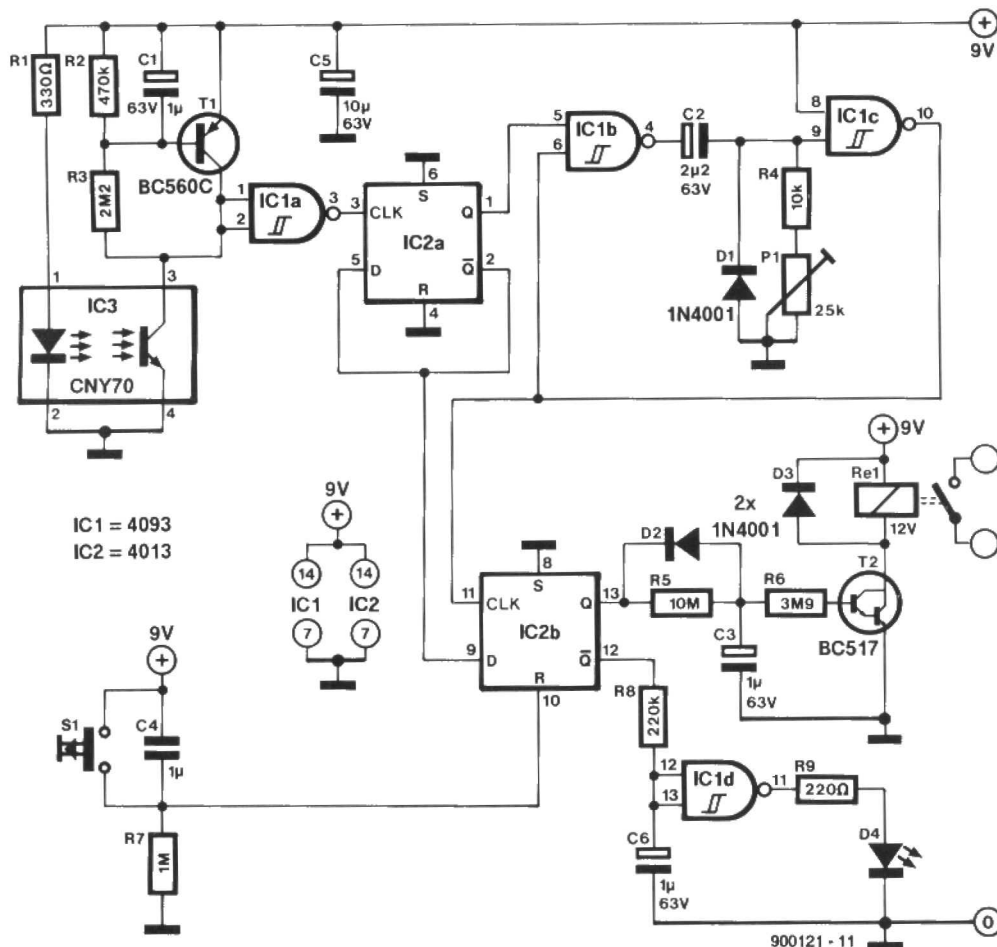 9V
R1
330Ω
R2
470k
C1
63V 1μ
T1
BC560C
R3
2M2
C5
10μ
63V
1
2
IC1a
3
3 CLK
6
S
Q 1
IC2a
5 D
Q 2
R
4
5
6
IC1b
4
C2
2μ2
63V
8
9
IC1c
10
R4
10k
P1
25k
D1
1N4001
1
3
IC3
CNY70
2
4
IC1 = 4093
IC2 = 4013
9V
14
14
IC1 IC2
7
7
9V
S1
C4
1μ
R7
1M
8
S
11 CLK
Q 13
IC2b
9 D
Q 12
R
10
D2
R5
10M
R6
3M9
C3
1μ
63V
9V
D3
2x
1N4001
Re1
12V
T2
BC517
R8
220k
12
13
IC1d
11
R9
220Ω
C6
1μ
63V
D4
0
900121 - 11